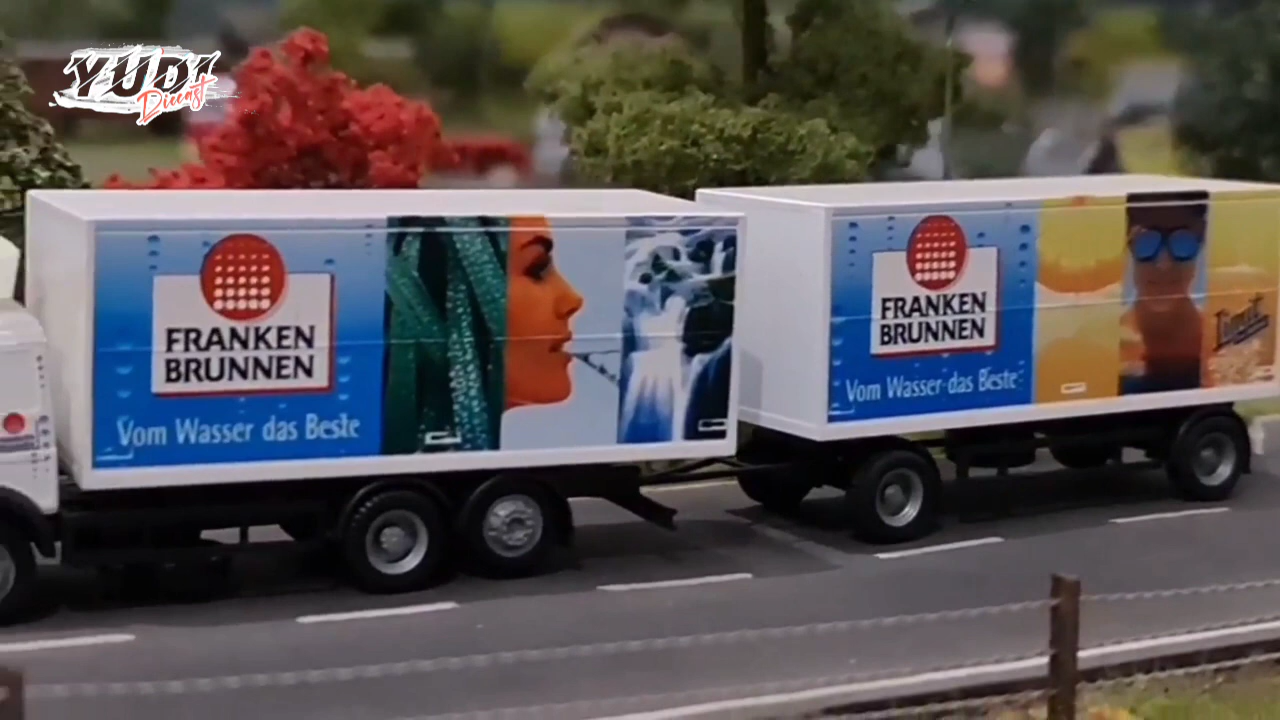 YUDI
Diecast
FRANKEN
BRUNNEN
Vom Wasser das Beste
FRANKEN
BRUNNEN
Vom Wasser das Beste